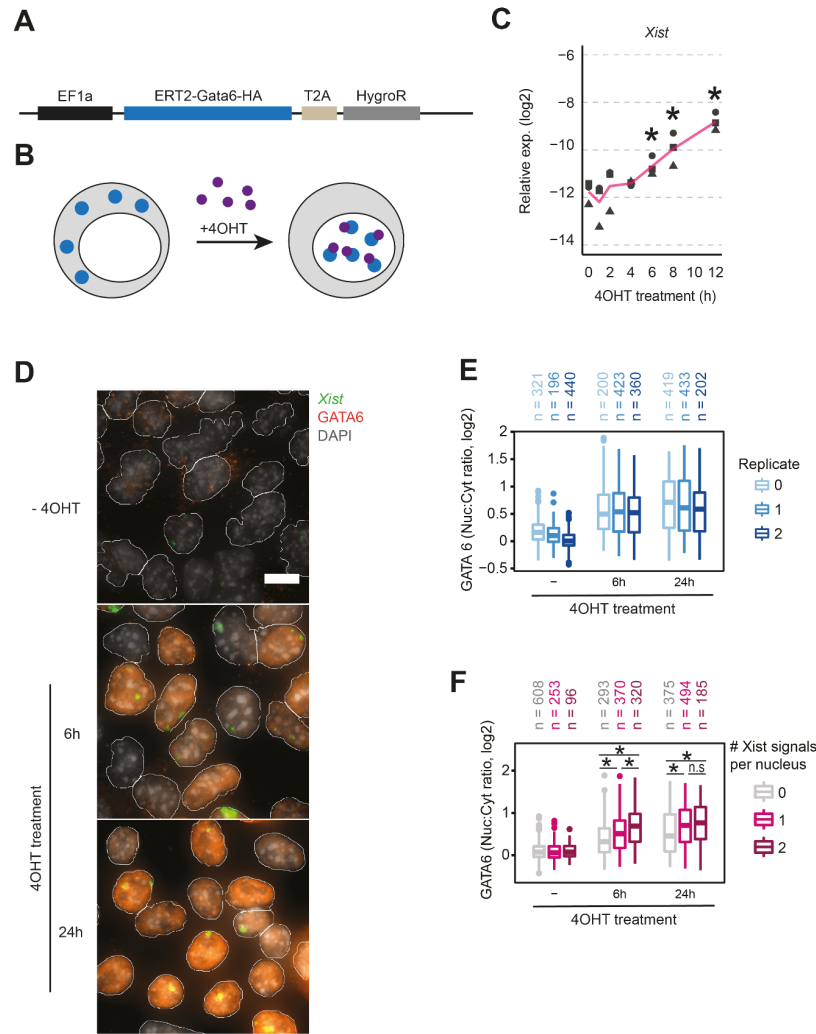 A
EF1a ERT2-Gata6-HA T2A HygroR
B
+4OHT
C
Xist
Relative exp. (log2)
−6
−8
−10
−12
−14
* * *
0 2 4 6 8 10 12
4OHT treatment (h)
D
Xist
GATA6
DAPI
- 4OHT
6h
24h
4OHT treatment
E
n = 321
n = 196
n = 440
n = 200
n = 423
n = 360
n = 419
n = 433
n = 202
GATA 6 (Nuc:Cyt ratio, log2)
2
1.5
1
0.5
0
−0.5
− 6h 24h
4OHT treatment
Replicate
0
1
2
F
n = 608
n = 253
n = 96
n = 293
n = 370
n = 320
n = 375
n = 494
n = 185
GATA6 (Nuc:Cyt ratio, log2)
2
1
0
* *
* * * n.s
− 6h 24h
4OHT treatment
# Xist signals
per nucleus
0
1
2